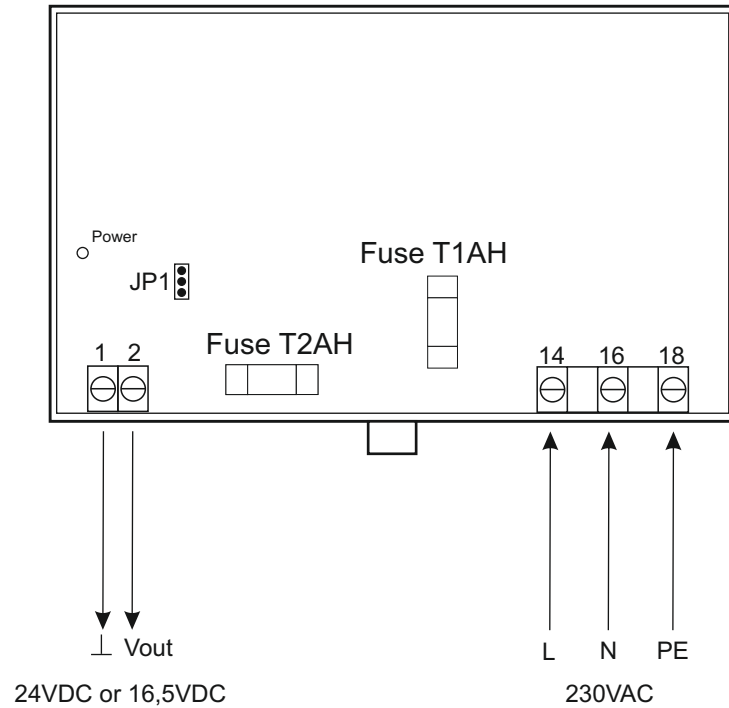 Power
Fuse T1AH
JP1
1 2
Fuse T2AH
14 16 18
⊥ Vout
L N PE
24VDC or 16,5VDC
230VAC